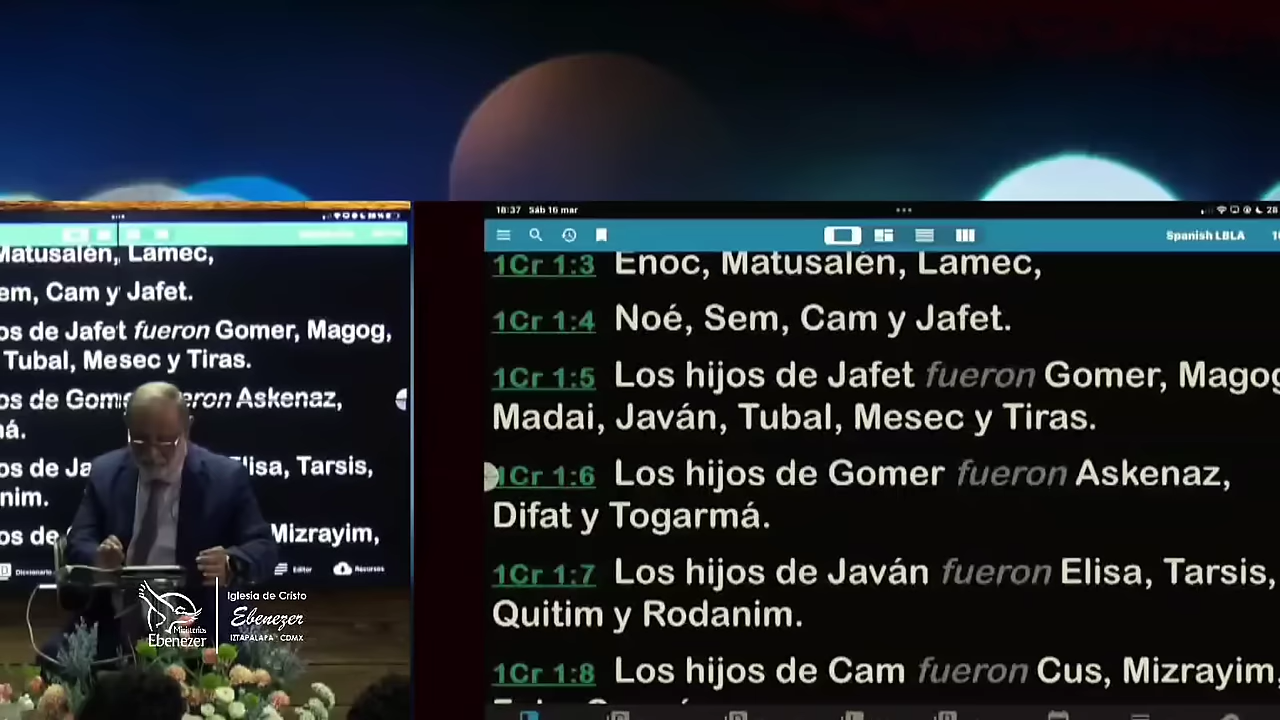 Matusalén, Lamec,
em, Cam y Jafet.
os de Jafet fueron Gomer, Magog,
Tubal, Mesec y Tiras.
os de Gom eron Askenaz,
á.
os de Ja Elisa, Tarsis,
nim.
os de Mizrayim,
Diccionario
Editor
Recursos
Ministerios
Ebenezer
Iglesia de Cristo
Ebenezer
IZTAPALAPA - CDMX
18:37 Sáb 16 mar
28
Spanish LBLA
1Cr 1:3 Enoc, Matusalén, Lamec,
1Cr 1:4 Noé, Sem, Cam y Jafet.
1Cr 1:5 Los hijos de Jafet fueron Gomer, Magog
Madai, Javán, Tubal, Mesec y Tiras.
1Cr 1:6 Los hijos de Gomer fueron Askenaz,
Difat y Togarmá.
1Cr 1:7 Los hijos de Javán fueron Elisa, Tarsis,
Quitim y Rodanim.
1Cr 1:8 Los hijos de Cam fueron Cus, Mizrayim,